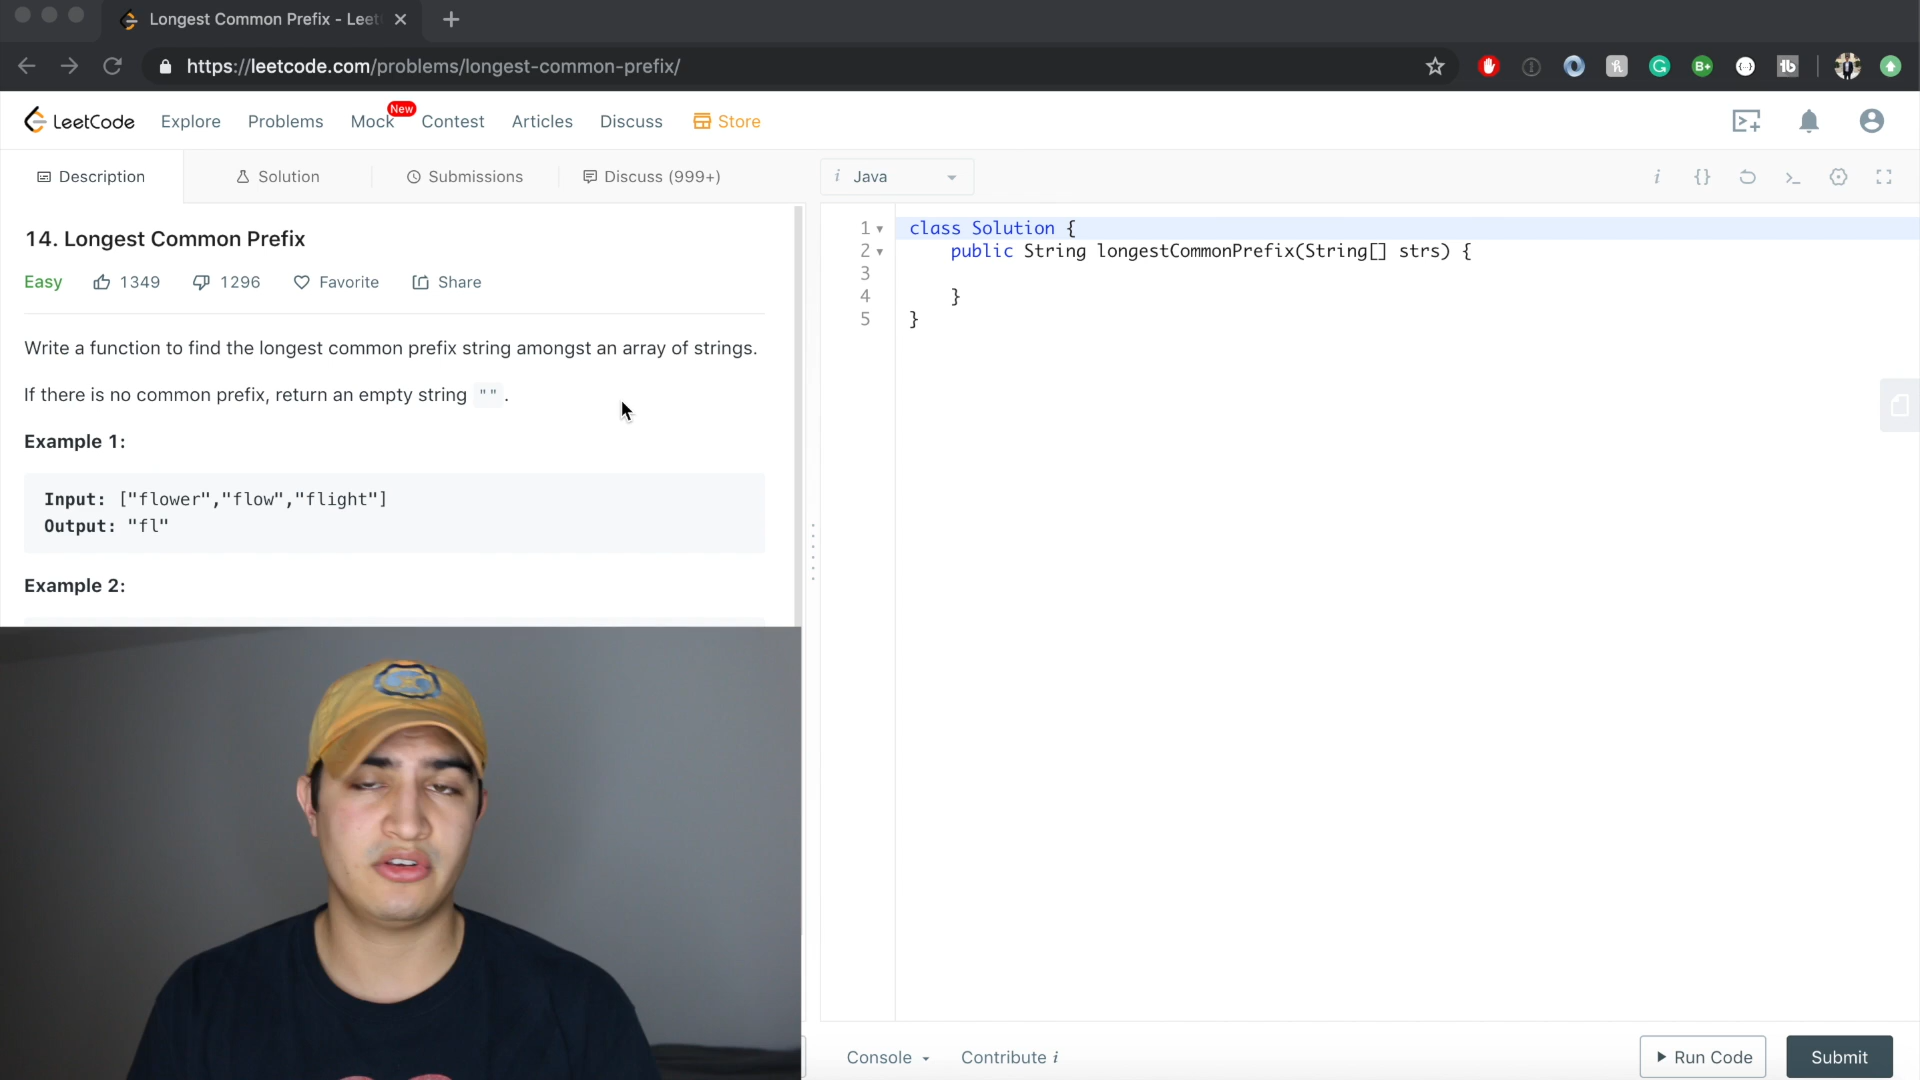 Longest Common Prefix - Leet
https://leetcode.com/problems/longest-common-prefix/
B+
tb
LeetCode
Explore
Problems
Mock
New
Contest
Articles
Discuss
Store
Description
Solution
Submissions
Discuss (999+)
i Java
i {}
14. Longest Common Prefix
Easy 1349 1296 Favorite Share
Write a function to find the longest common prefix string amongst an array of strings.
If there is no common prefix, return an empty string "".
Example 1:
Input: ["flower","flow","flight"]
Output: "fl"
Example 2:
1 class Solution {
2 public String longestCommonPrefix(String[] strs) {
3
4 }
5 }
Console
Contribute i
Run Code
Submit